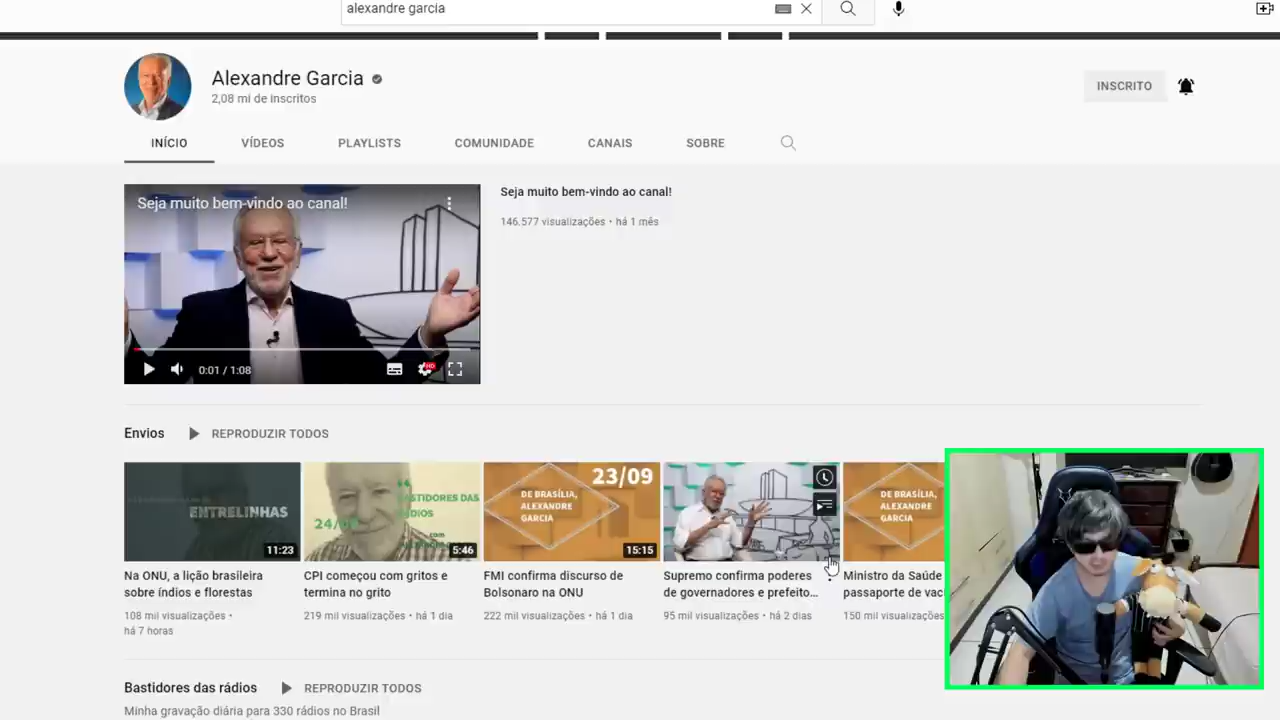 alexandre garcia
Alexandre Garcia
2,08 mi de inscritos
INSCRITO
INÍCIO
VÍDEOS
PLAYLISTS
COMUNIDADE
CANAIS
SOBRE
Seja muito bem-vindo ao canal!
0:01 / 1:08
HD
Seja muito bem-vindo ao canal!
146.577 visualizações • há 1 mês
Envios
REPRODUZIR TODOS
ENTRELINHAS
11:23
Na ONU, a lição brasileira
sobre índios e florestas
108 mil visualizações •
há 7 horas
BASTIDORES DAS
24/09
com
5:46
CPI começou com gritos e
termina no grito
219 mil visualizações • há 1 dia
23/09
DE BRASÍLIA,
ALEXANDRE
GARCIA
15:15
FMI confirma discurso de
Bolsonaro na ONU
222 mil visualizações • há 1 dia
Supremo confirma poderes
de governadores e prefeito...
95 mil visualizações • há 2 dias
DE BRASÍLIA,
ALEXANDRE
GARCIA
Ministro da Saúde
passaporte de vac
150 mil visualizações
Bastidores das rádios
REPRODUZIR TODOS
Minha gravação diária para 330 rádios no Brasil